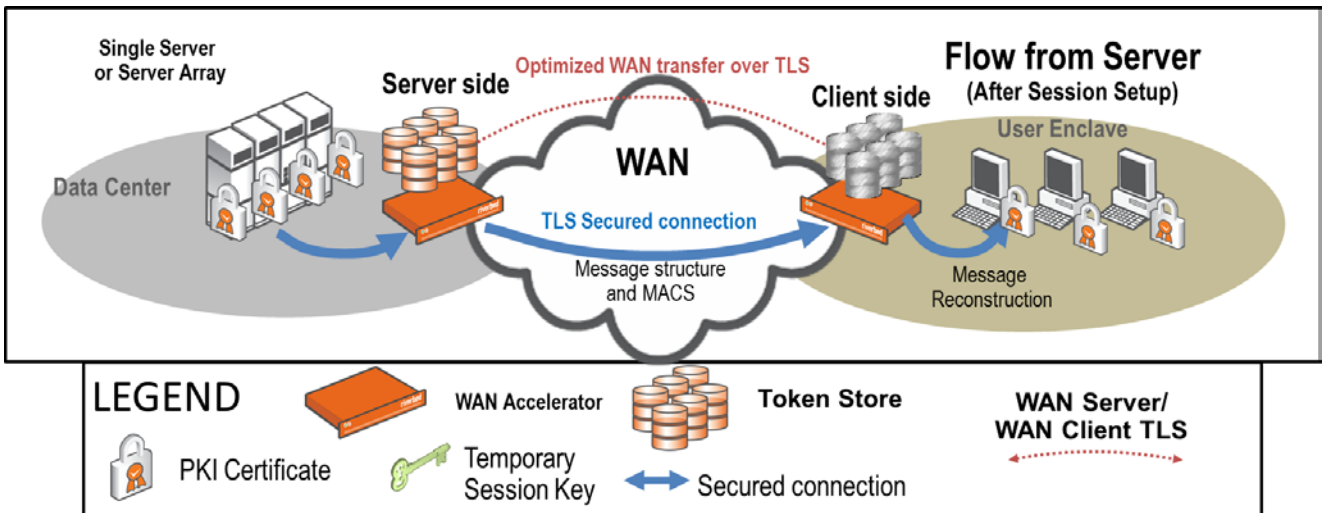 Single Server
or Server Array
Server side
Optimized WAN transfer over TLS
Client side
Flow from Server
(After Session Setup)
User Enclave
Data Center
WAN
TLS Secured connection
Message structure
and MACS
Message
Reconstruction
LEGEND
WAN Accelerator
Token Store
WAN Server/
WAN Client TLS
PKI Certificate
Temporary
Session Key
Secured connection